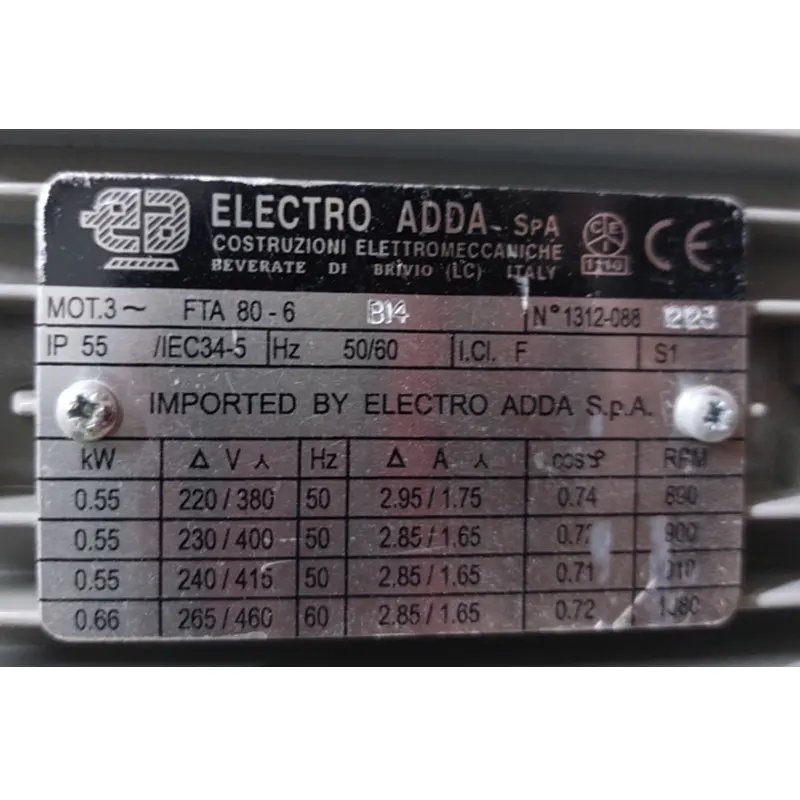 ELECTRO ADDA - SPA
COSTRUZIONI ELETTROMECCANICHE
BEVERATE DI BRIVIO (LC) ITALY
CEI
CE
MOT.3~ FTA 80-6 B14 N°1312-088
IP 55 /IEC34-5 Hz 50/60 I.Cl. F S1
IMPORTED BY ELECTRO ADDA S.p.A.
kW Δ V ⅄ Hz Δ A ⅄ cosφ RPM
0.55 220/380 50 2.95/1.75 0.74 890
0.55 230/400 50 2.85/1.65 900
0.55 240/415 50 2.85/1.65 0.71
0.66 265/460 60 2.85/1.65 0.72 1080